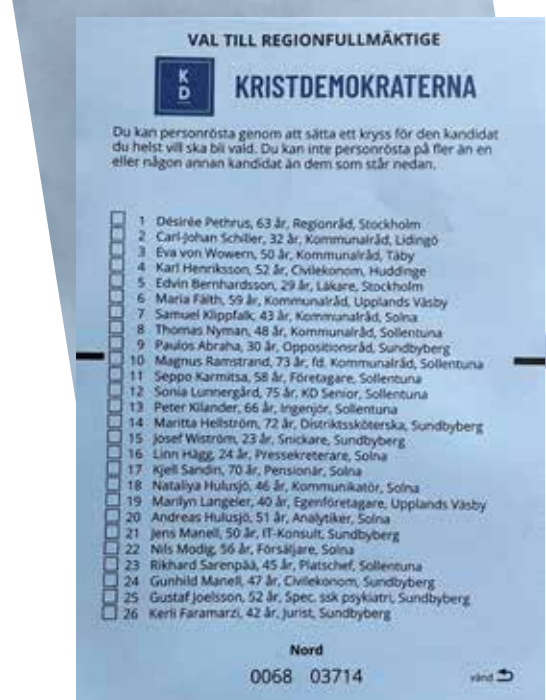 VAL TILL REGIONFULLMÄKTIGE
K
D
KRISTDEMOKRATERNA
Du kan personrösta genom att sätta ett kryss för den kandidat
du helst vill ska bli vald. Du kan inte personrösta på fler än en
eller någon annan kandidat än dem som står nedan.
1 Désirée Pethrus, 63 år, Regionråd, Stockholm
2 Carl-Johan Schiller, 32 år, Kommunalråd, Lidingö
3 Eva von Wowern, 50 år, Kommunalråd, Täby
4 Karl Henriksson, 52 år, Civilekonom, Huddinge
5 Edvin Bernhardsson, 29 år, Läkare, Stockholm
6 Maria Fälth, 59 år, Kommunalråd, Upplands Väsby
7 Samuel Klippfalk, 43 år, Kommunalråd, Solna
8 Thomas Nyman, 48 år, Kommunalråd, Sollentuna
9 Paulos Abraha, 30 år, Oppositionsråd, Sundbyberg
10 Magnus Ramstrand, 73 år, fd. Kommunalråd, Sollentuna
11 Seppo Karmitsa, 58 år, Företagare, Sollentuna
12 Sonia Lunnergård, 75 år, KD Senior, Sollentuna
13 Peter Kilander, 66 år, Ingenjör, Sollentuna
14 Maritta Hellström, 72 år, Distriktssköterska, Sundbyberg
15 Josef Wiström, 23 år, Snickare, Sundbyberg
16 Linn Hägg, 24 år, Pressekreterare, Solna
17 Kjell Sandin, 70 år, Pensionär, Solna
18 Nataliya Hulusjö, 46 år, Kommunikatör, Solna
19 Marilyn Langeler, 40 år, Egenföretagare, Upplands Väsby
20 Andreas Hulusjö, 51 år, Analytiker, Solna
21 Jens Manell, 50 år, IT-Konsult, Sundbyberg
22 Nils Modig, 56 år, Försäljare, Solna
23 Rikhard Sarenpää, 45 år, Platschef, Sollentuna
24 Gunhild Manell, 47 år, Civilekonom, Sundbyberg
25 Gustaf Joelsson, 52 år, Spec. ssk psykiatri, Sundbyberg
26 Kerli Faramarzi, 42 år, Jurist, Sundbyberg
Nord
0068 03714
vänd